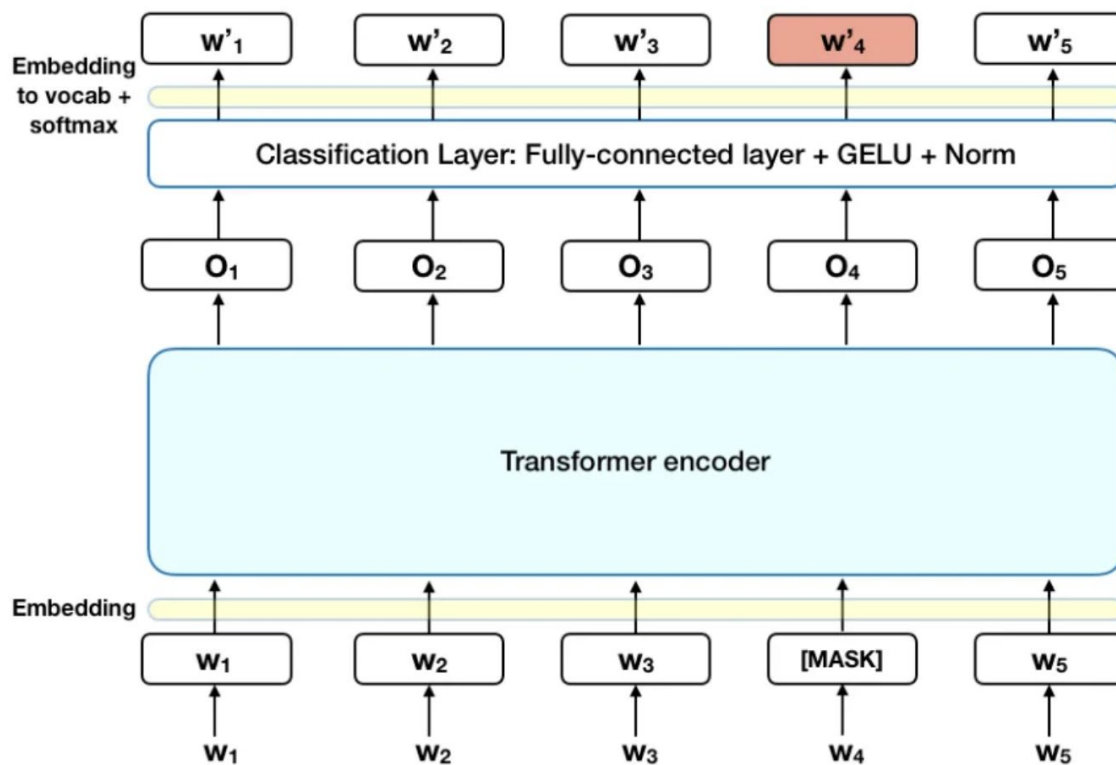 w'₁ w'₂ w'₃ w'₄ w'₅
Embedding
to vocab +
softmax
Classification Layer: Fully-connected layer + GELU + Norm
O₁ O₂ O₃ O₄ O₅
Transformer encoder
Embedding
w₁ w₂ w₃ [MASK] w₅
w₁ w₂ w₃ w₄ w₅